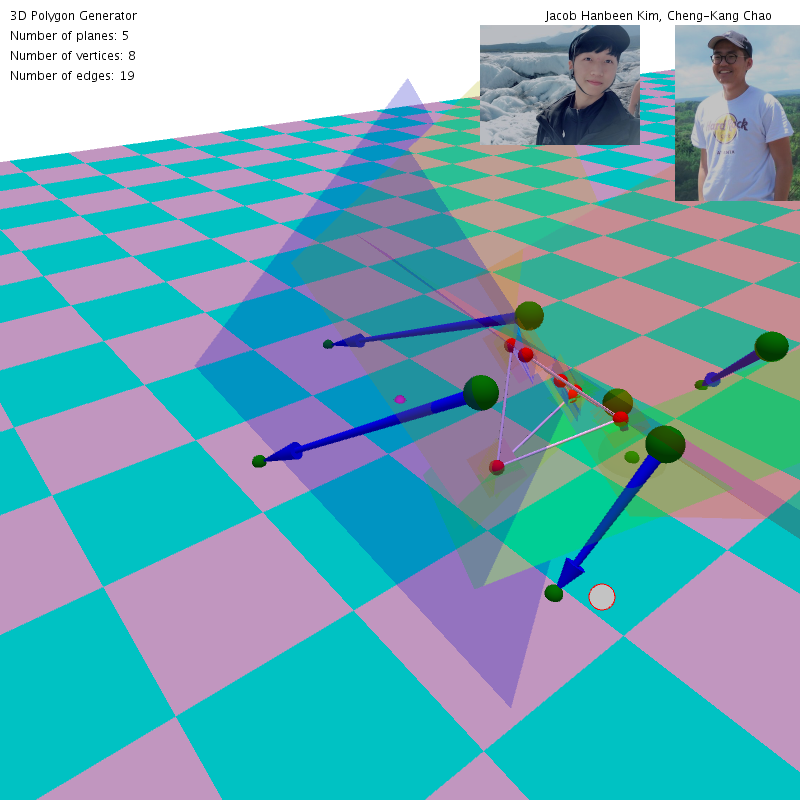 3D Polygon Generator
Jacob Hanbeen Kim, Cheng-Kang Chao
Number of planes: 5
Number of vertices: 8
Number of edges: 19